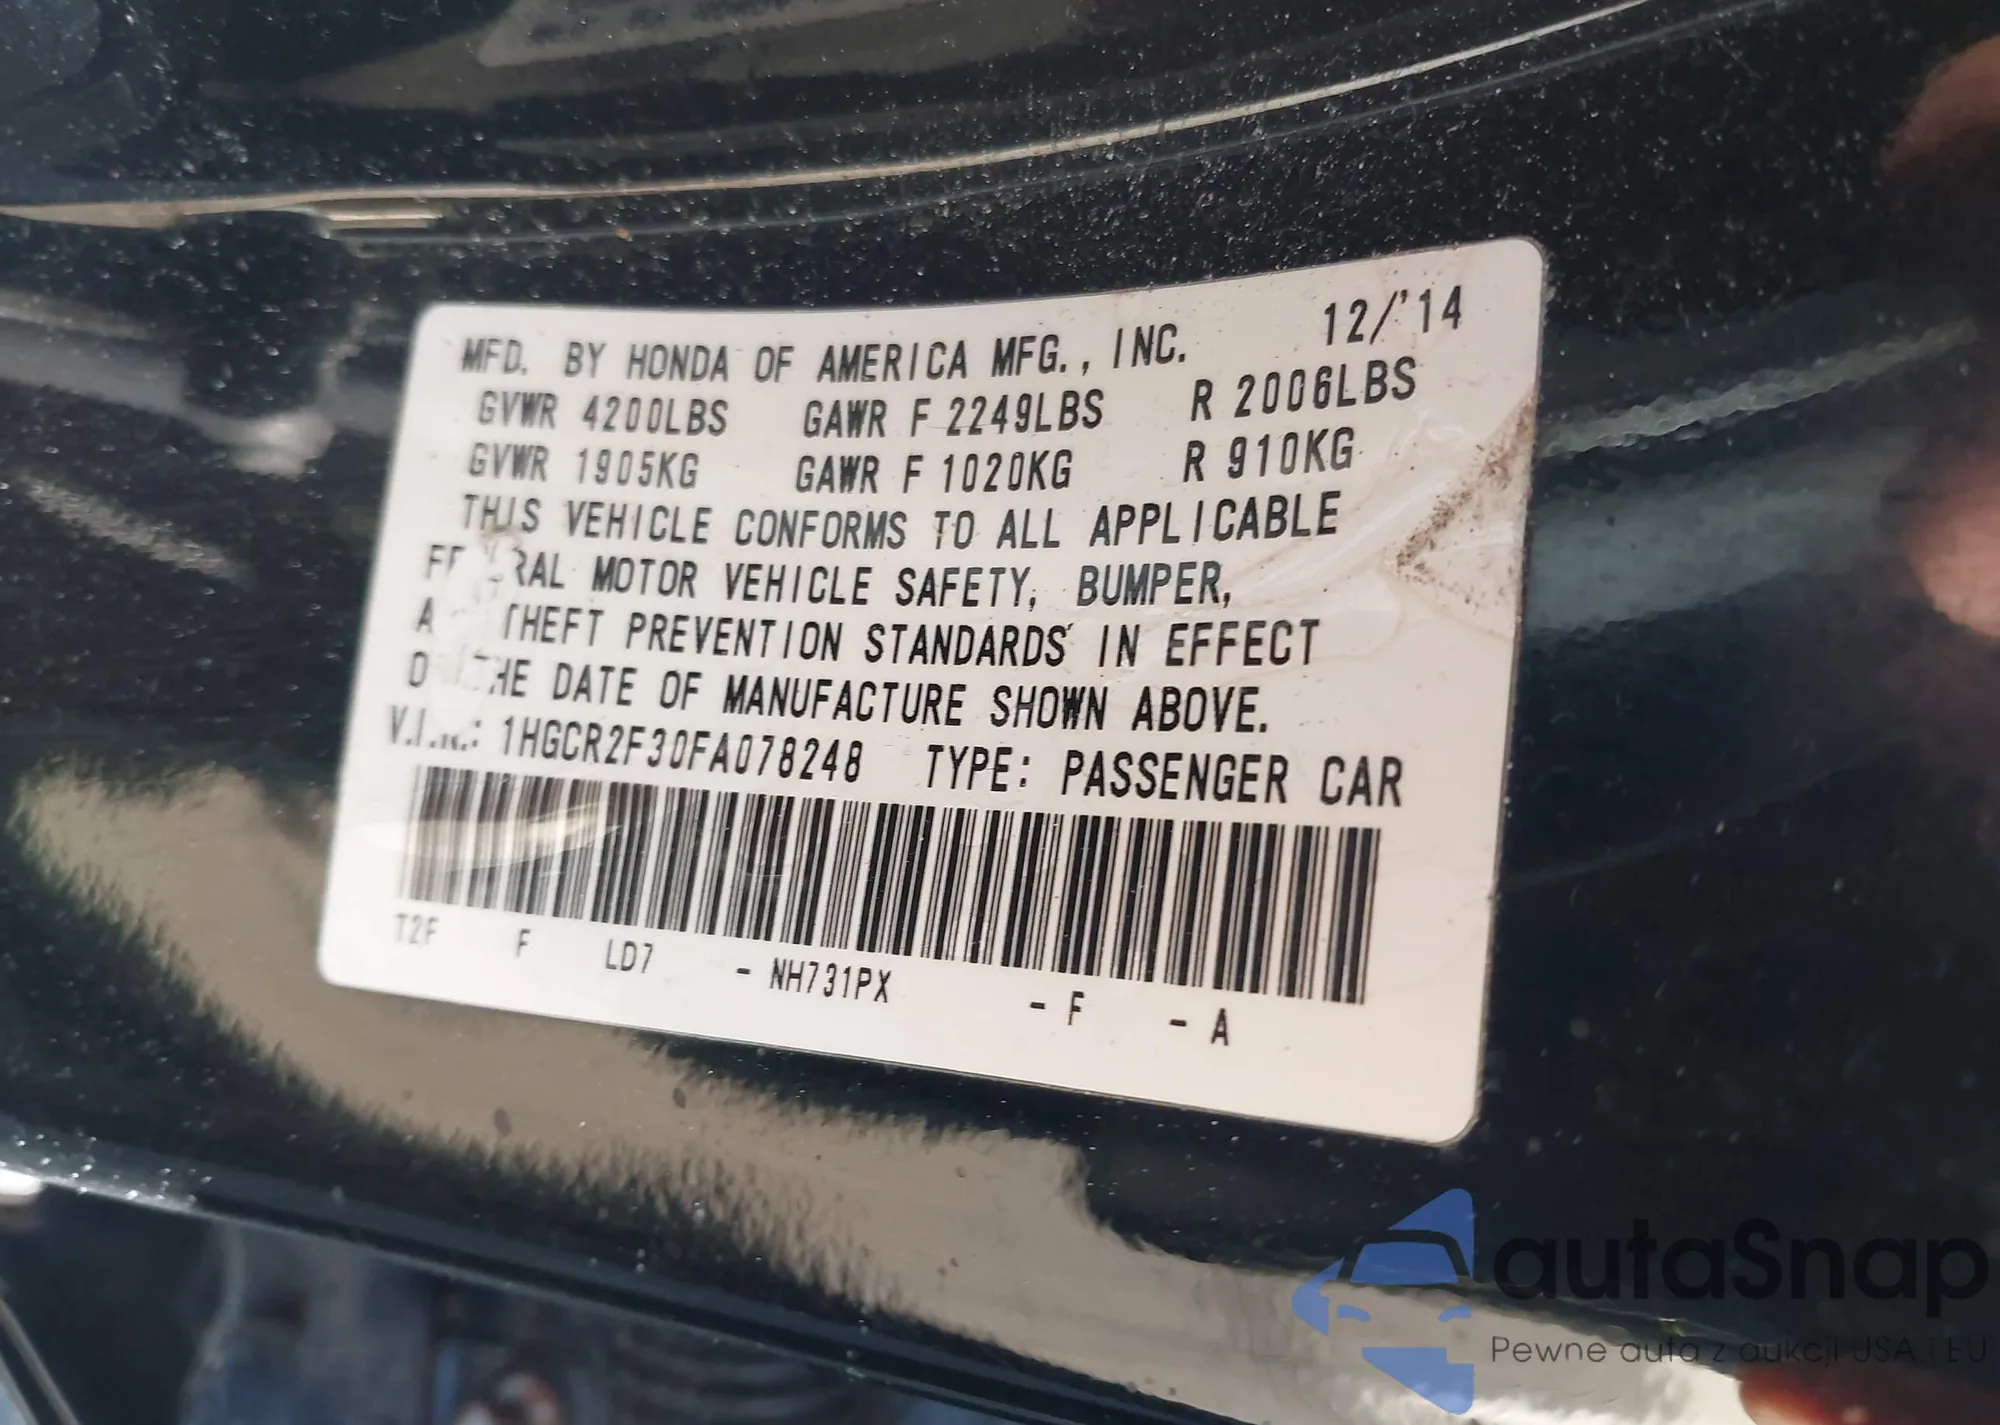 MFD. BY HONDA OF AMERICA MFG., INC. 12/'14
GVWR 4200LBS GAWR F 2249LBS R 2006LBS
GVWR 1905KG GAWR F 1020KG R 910KG
THIS VEHICLE CONFORMS TO ALL APPLICABLE
MOTOR VEHICLE SAFETY, BUMPER,
THEFT PREVENTION STANDARDS IN EFFECT
THE DATE OF MANUFACTURE SHOWN ABOVE.
V.I.N.: 1HGCR2F30FA078248 TYPE: PASSENGER CAR
T2F F LD7 - NH731PX - F - A
autaSnap
Pewne auta z aukcji USA i EU